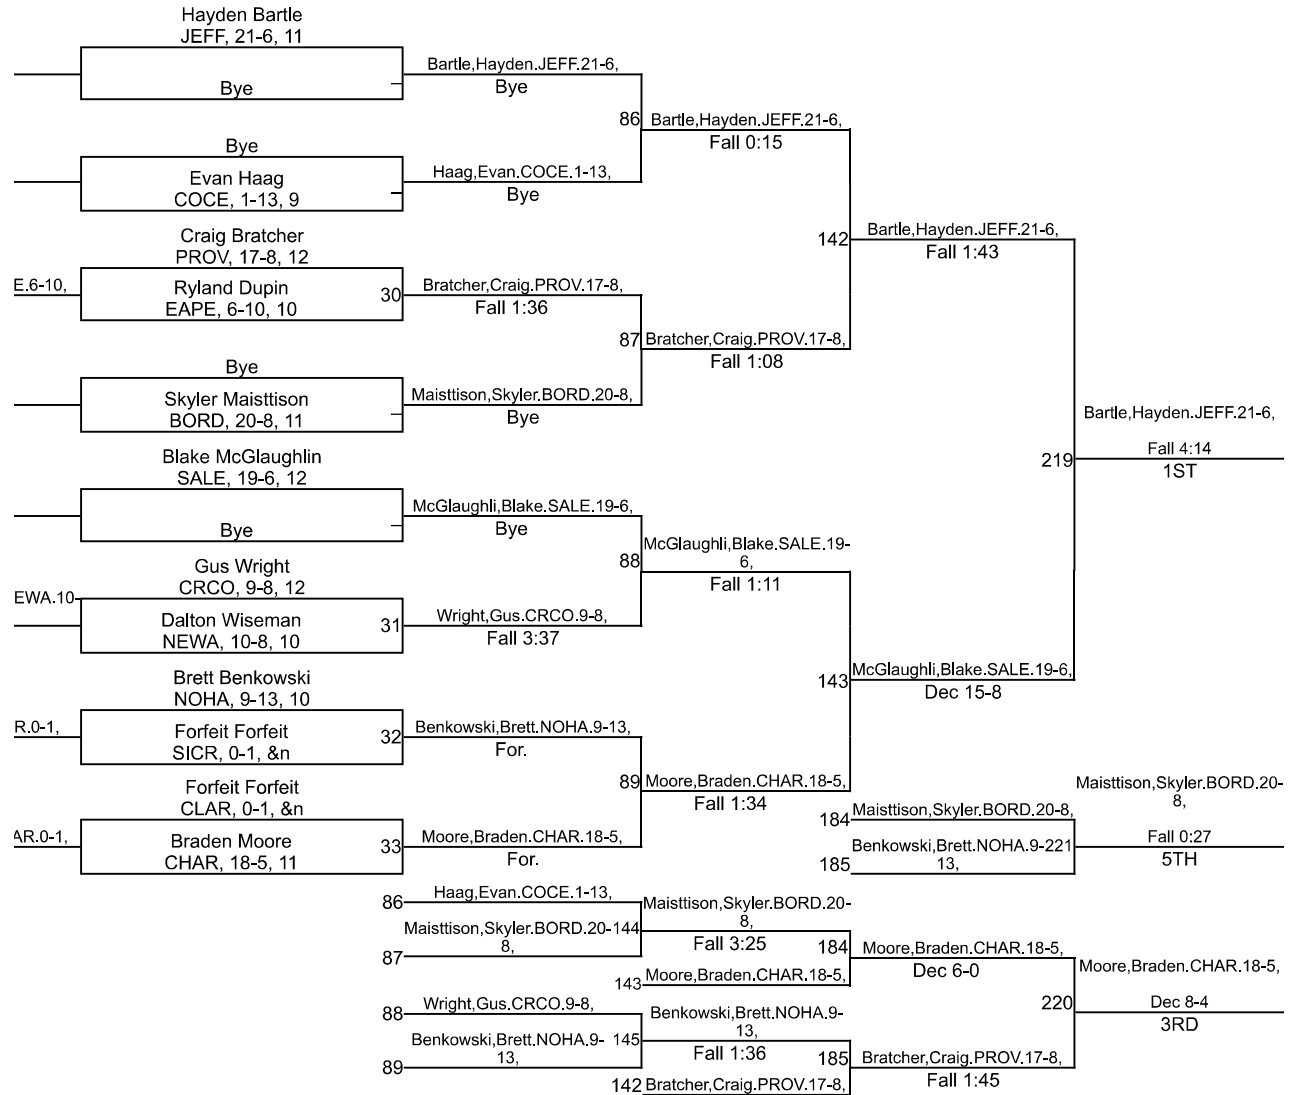 Hayden Bartle
JEFF, 21-6, 11
Bye
Bartle,Hayden.JEFF.21-6,
Bye
86
Bartle,Hayden.JEFF.21-6,
Fall 0:15
Bye
Evan Haag
COCE, 1-13, 9
Haag,Evan.COCE.1-13,
Bye
142
Bartle,Hayden.JEFF.21-6,
Fall 1:43
Craig Bratcher
PROV, 17-8, 12
E.6-10,
Ryland Dupin
EAPE, 6-10, 10
30
Bratcher,Craig.PROV.17-8,
Fall 1:36
87
Bratcher,Craig.PROV.17-8,
Fall 1:08
Bye
Skyler Maisttison
BORD, 20-8, 11
Maisttison,Skyler.BORD.20-8,
Bye
219
Bartle,Hayden.JEFF.21-6,
Fall 4:14
1ST
Blake McGlaughlin
SALE, 19-6, 12
Bye
McGlaughli,Blake.SALE.19-6,
Bye
88
McGlaughli,Blake.SALE.19-
6,
Fall 1:11
Gus Wright
CRCO, 9-8, 12
EWA.10-
Dalton Wiseman
NEWA, 10-8, 10
31
Wright,Gus.CRCO.9-8,
Fall 3:37
143
McGlaughli,Blake.SALE.19-6,
Dec 15-8
Brett Benkowski
NOHA, 9-13, 10
R.0-1,
Forfeit Forfeit
SICR, 0-1, &n
32
Benkowski,Brett.NOHA.9-13,
For.
89
Moore,Braden.CHAR.18-5,
Fall 1:34
Forfeit Forfeit
CLAR, 0-1, &n
AR.0-1,
Braden Moore
CHAR, 18-5, 11
33
Moore,Braden.CHAR.18-5,
For.
184
Maisttison,Skyler.BORD.20-8,
185
Benkowski,Brett.NOHA.9-
13,
221
Maisttison,Skyler.BORD.20-
8,
Fall 0:27
5TH
86
Haag,Evan.COCE.1-13,
87
Maisttison,Skyler.BORD.20-
8,
144
Maisttison,Skyler.BORD.20-
8,
Fall 3:25
143
Moore,Braden.CHAR.18-5,
184
Moore,Braden.CHAR.18-5,
Dec 6-0
88
Wright,Gus.CRCO.9-8,
89
Benkowski,Brett.NOHA.9-
13,
145
Benkowski,Brett.NOHA.9-
13,
Fall 1:36
142
Bratcher,Craig.PROV.17-8,
185
Bratcher,Craig.PROV.17-8,
Fall 1:45
220
Moore,Braden.CHAR.18-5,
Dec 8-4
3RD